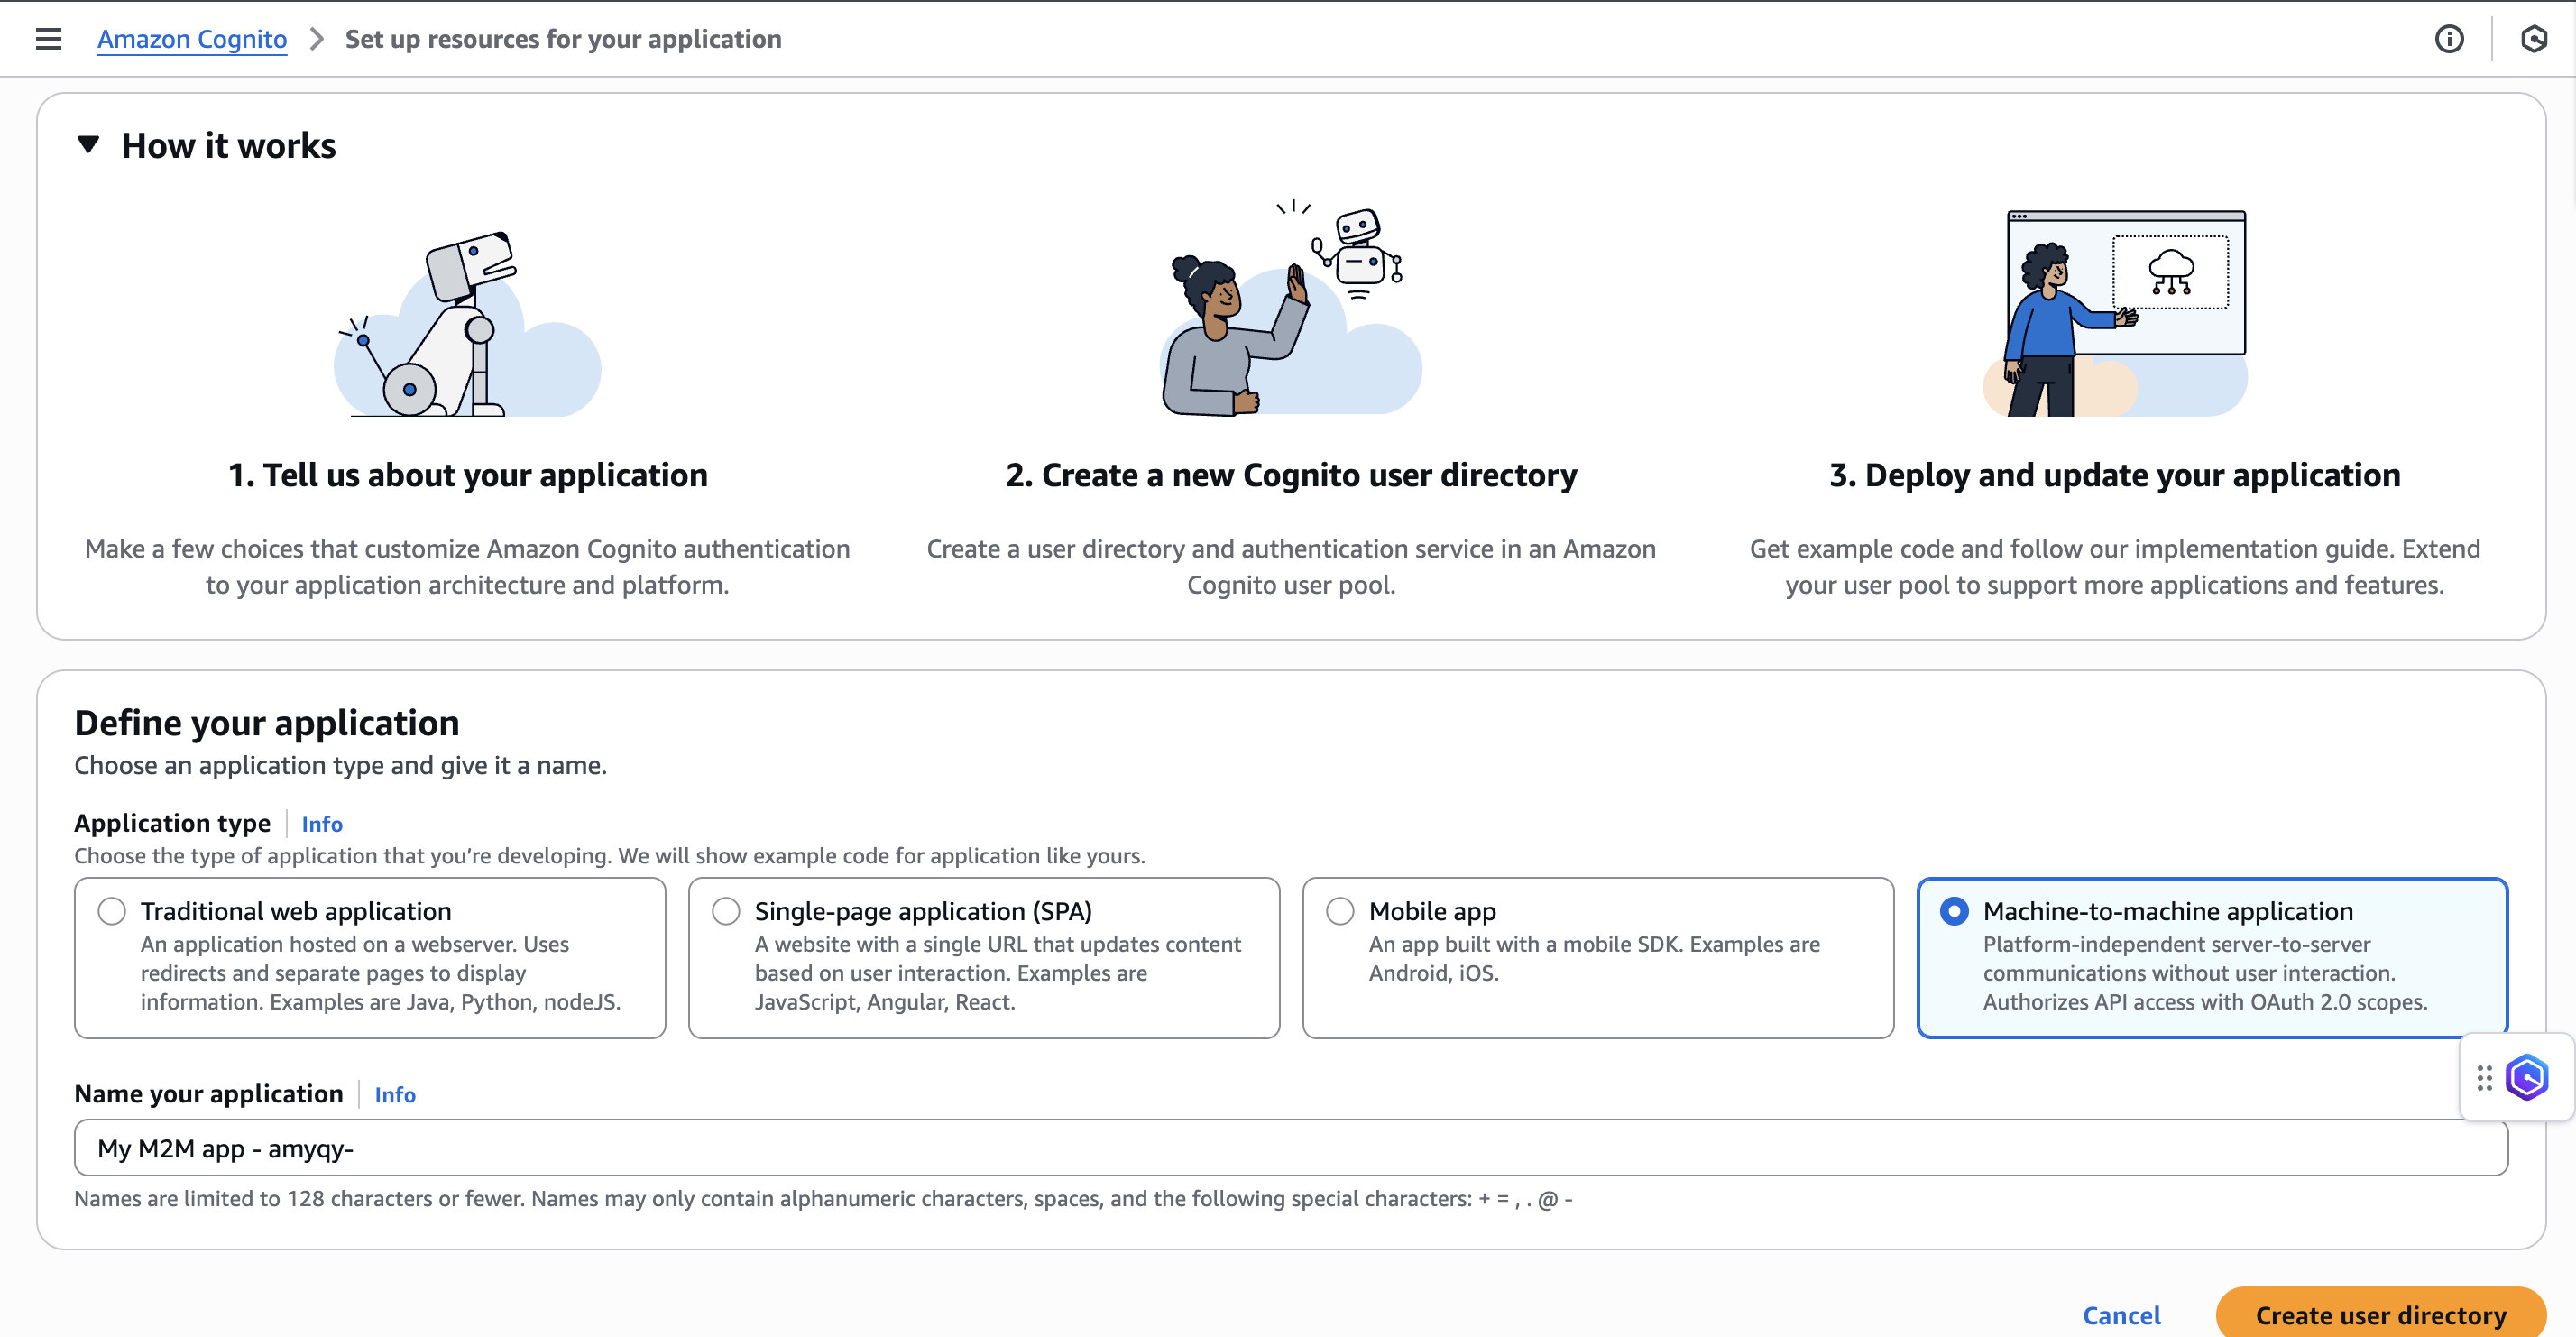 Amazon Cognito > Set up resources for your application
How it works
1. Tell us about your application
Make a few choices that customize Amazon Cognito authentication
to your application architecture and platform.
2. Create a new Cognito user directory
Create a user directory and authentication service in an Amazon
Cognito user pool.
3. Deploy and update your application
Get example code and follow our implementation guide. Extend
your user pool to support more applications and features.
Define your application
Choose an application type and give it a name.
Application type Info
Choose the type of application that you’re developing. We will show example code for application like yours.
Traditional web application
An application hosted on a webserver. Uses
redirects and separate pages to display
information. Examples are Java, Python, nodeJS.
Single-page application (SPA)
A website with a single URL that updates content
based on user interaction. Examples are
JavaScript, Angular, React.
Mobile app
An app built with a mobile SDK. Examples are
Android, iOS.
Machine-to-machine application
Platform-independent server-to-server
communications without user interaction.
Authorizes API access with OAuth 2.0 scopes.
Name your application Info
My M2M app - amyqy-
Names are limited to 128 characters or fewer. Names may only contain alphanumeric characters, spaces, and the following special characters: + = , . @ -
Cancel
Create user directory